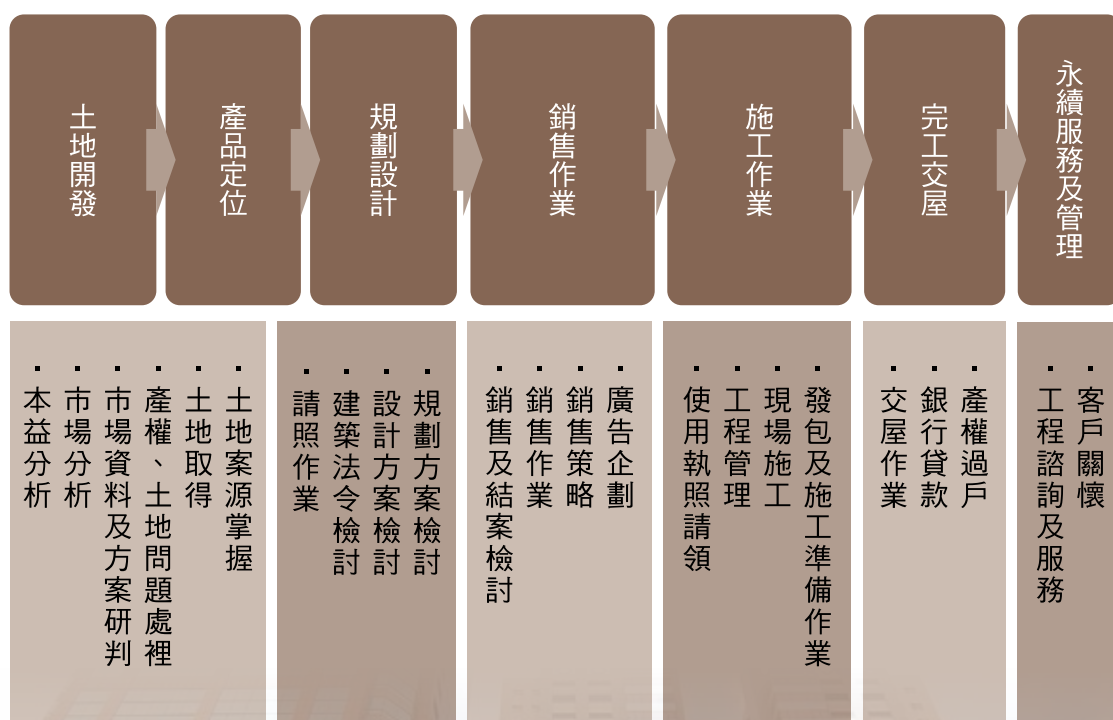 土地開發
產品定位
規劃設計
銷售作業
施工作業
完工交屋
永續服務及管理
▪ 土地案源掌握
▪ 土地取得
▪ 產權、土地問題處裡
▪ 市場資料及方案研判
▪ 市場分析
▪ 本益分析
▪ 規劃方案檢討
▪ 設計方案檢討
▪ 建築法令檢討
▪ 請照作業
▪ 廣告企劃
▪ 銷售策略
▪ 銷售作業
▪ 銷售及結案檢討
▪ 發包及施工準備作業
▪ 現場施工
▪ 工程管理
▪ 使用執照請領
▪ 產權過戶
▪ 銀行貸款
▪ 交屋作業
▪ 客戶關懷
▪ 工程諮詢及服務